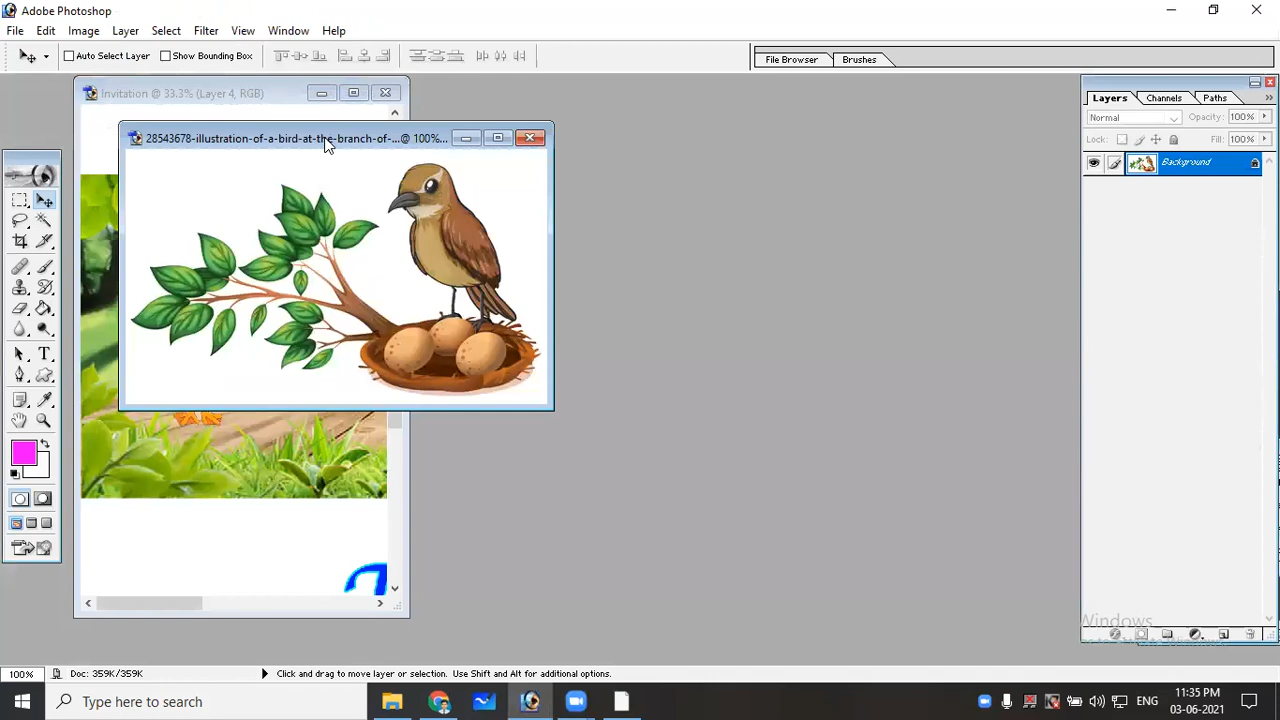 Adobe Photoshop
File Edit Image Layer Select Filter View Window Help
Auto Select Layer Show Bounding Box File Browser Brushes
Invitation @ 33.3% (Layer 4, RGB)
28543678-illustration-of-a-bird-at-the-branch-of-...@ 100%...
Layers Channels Paths
Normal Opacity: 100%
Lock: Fill: 100%
Background
Windows
100% Doc: 359K/359K Click and drag to move layer or selection. Use Shift and Alt for additional options.
Type here to search
ENG
11:35 PM
03-06-2021